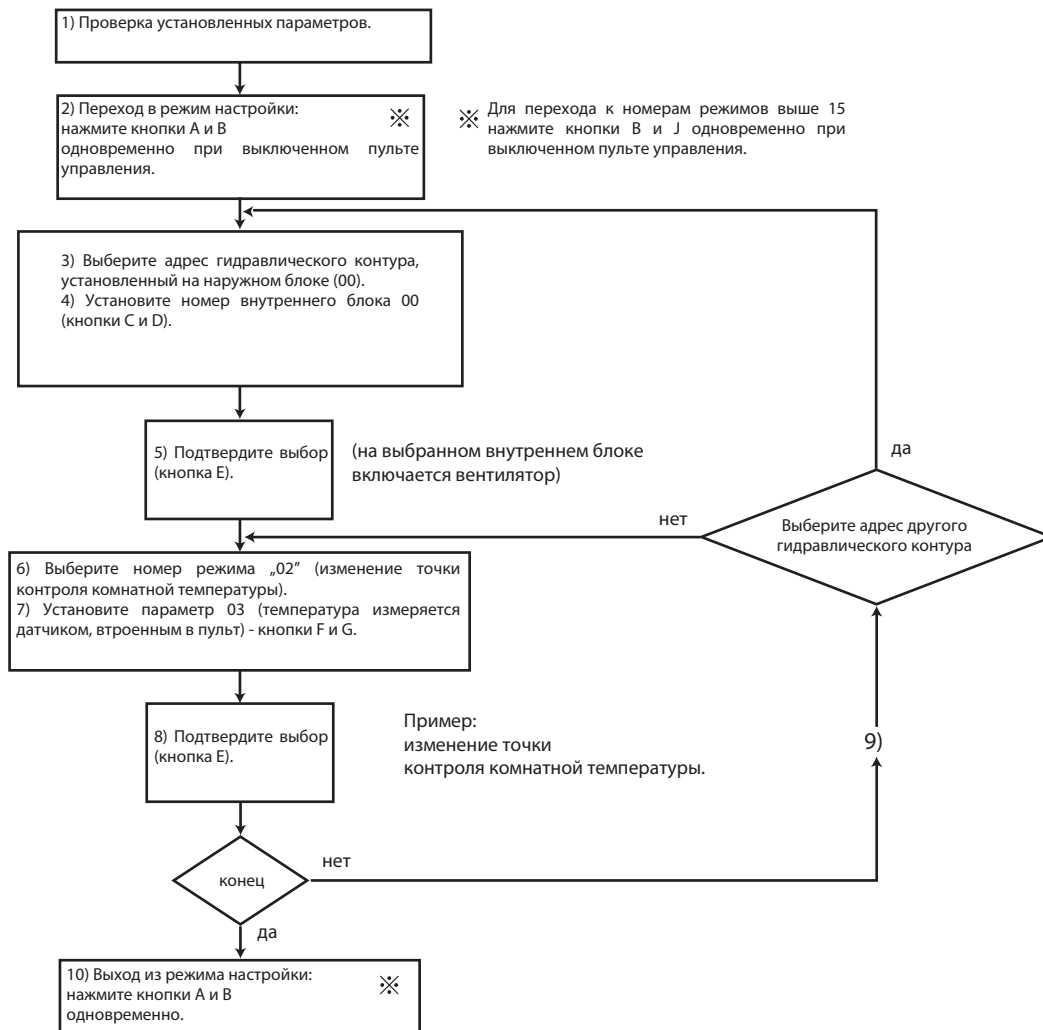 1) Проверка установленных параметров.
2) Переход в режим настройки:
нажмите кнопки А и В
одновременно при выключенном пульте
управления.
※
※ Для перехода к номерам режимов выше 15
нажмите кнопки В и J одновременно при
выключенном пульте управления.
3) Выберите адрес гидравлического контура,
установленный на наружном блоке (00).
4) Установите номер внутреннего блока 00
(кнопки С и D).
5) Подтвердите выбор
(кнопка Е).
(на выбранном внутреннем блоке
включается вентилятор)
да
нет
Выберите адрес другого
гидравлического контура
6) Выберите номер режима „02” (изменение точки
контроля комнатной температуры).
7) Установите параметр 03 (температура измеряется
датчиком, втроенным в пульт) - кнопки F и G.
8) Подтвердите выбор
(кнопка Е).
Пример:
изменение точки
контроля комнатной температуры.
9)
конец
нет
да
10) Выход из режима настройки:
нажмите кнопки А и В
одновременно.
※